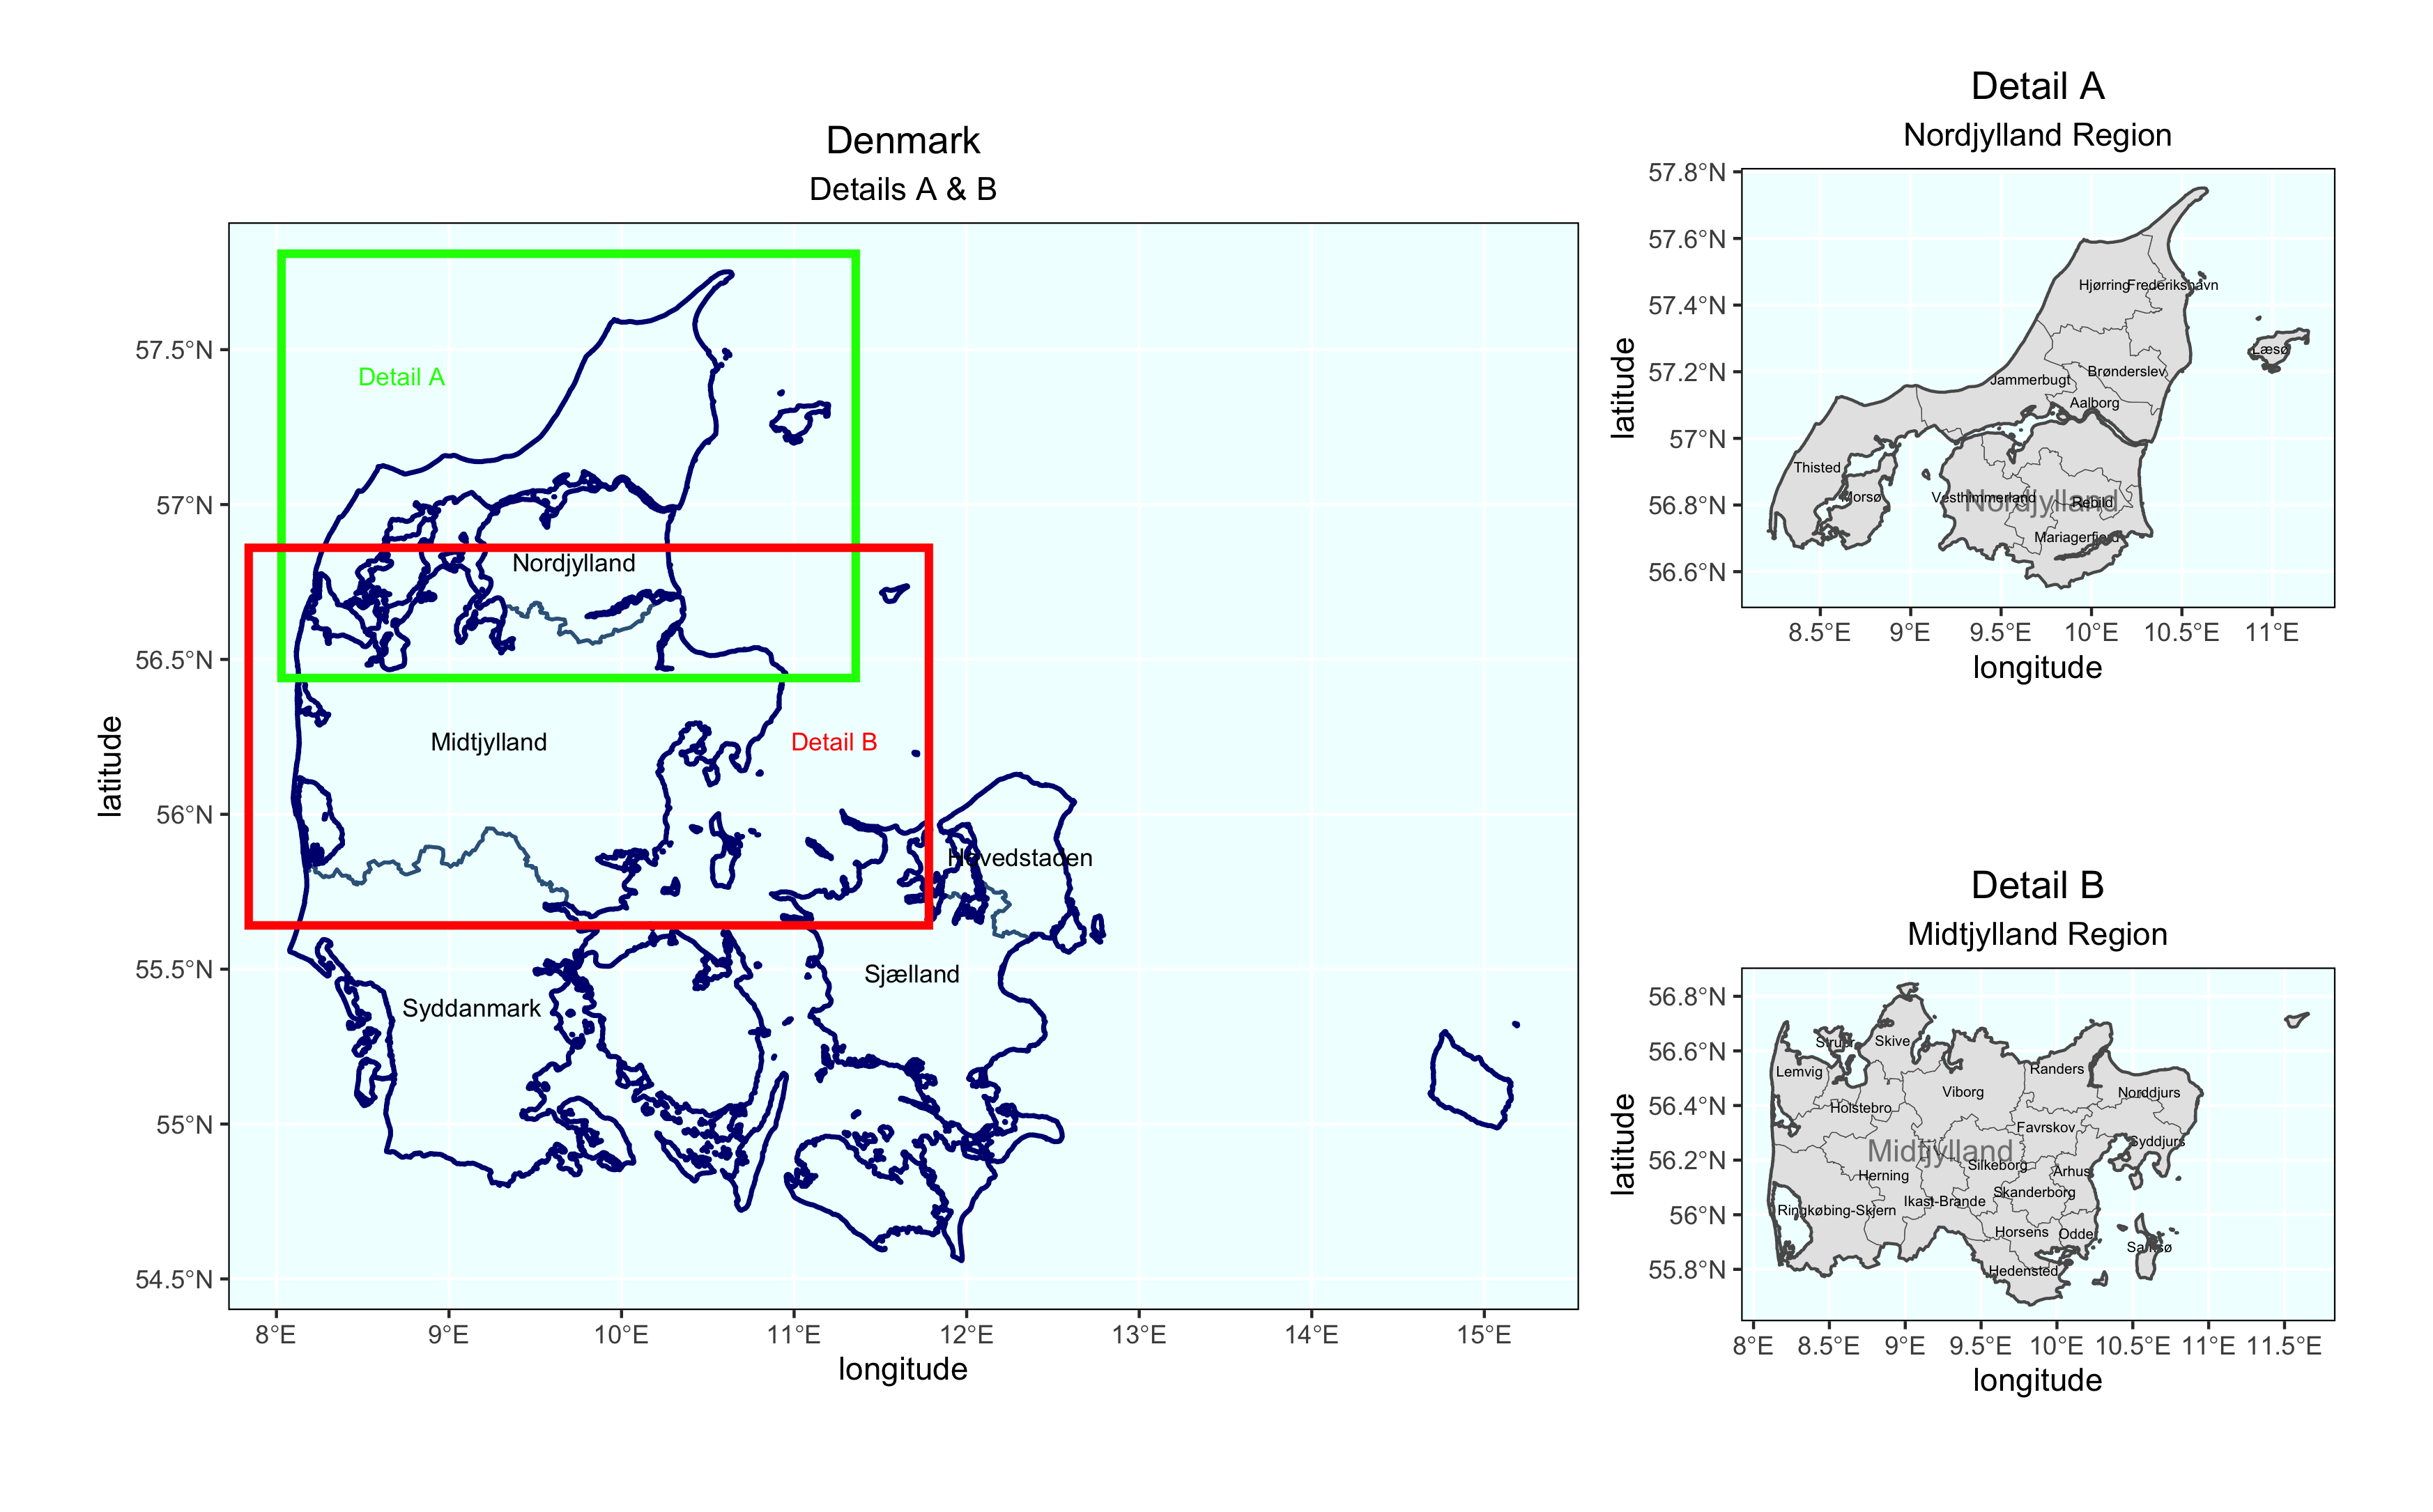 Denmark
Details A & B
latitude
57.5°N
57°N
56.5°N
56°N
55.5°N
55°N
54.5°N
Detail A
Nordjylland
Midtjylland
Detail B
Hovedstaden
Sjælland
Syddanmark
8°E 9°E 10°E 11°E 12°E 13°E 14°E 15°E
longitude
Detail A
Nordjylland Region
latitude
57.8°N
57.6°N
57.4°N
57.2°N
57°N
56.8°N
56.6°N
Hjørring Frederikshavn
Læsø
Brønderslev
Jammerbugt
Aalborg
Thisted
Morsø
Vesthimmerland
Nordjylland
Rebild
Mariagerfjord
8.5°E 9°E 9.5°E 10°E 10.5°E 11°E
longitude
Detail B
Midtjylland Region
latitude
56.8°N
56.6°N
56.4°N
56.2°N
56°N
55.8°N
Struer
Skive
Lemvig
Randers
Viborg
Norddjurs
Holstebro
Favrskov
Syddjurs
Midtjylland
Silkeborg
Århus
Herning
Skanderborg
Ikast-Brande
Ringkøbing-Skjern
Horsens
Odder
Samsø
Hedensted
8°E 8.5°E 9°E 9.5°E 10°E 10.5°E 11°E 11.5°E
longitude